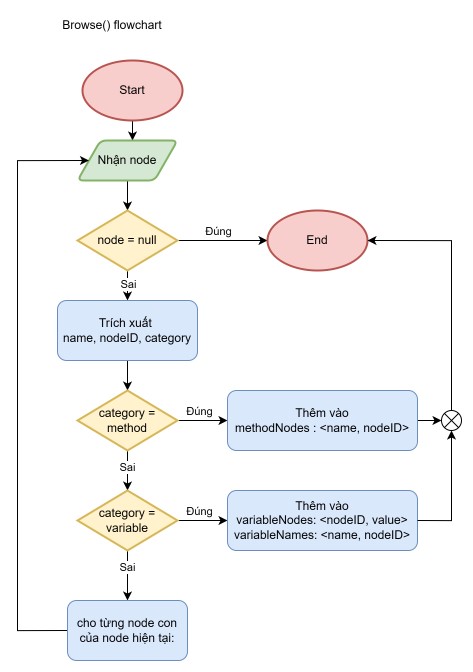 Browse() flowchart
Start
Nhận node
node = null
Đúng
End
Sai
Trích xuất
name, nodeID, category
category =
method
Đúng
Thêm vào
methodNodes : <name, nodeID>
Sai
category =
variable
Đúng
Thêm vào
variableNodes: <nodeID, value>
variableNames: <name, nodeID>
Sai
cho từng node con
của node hiện tại: